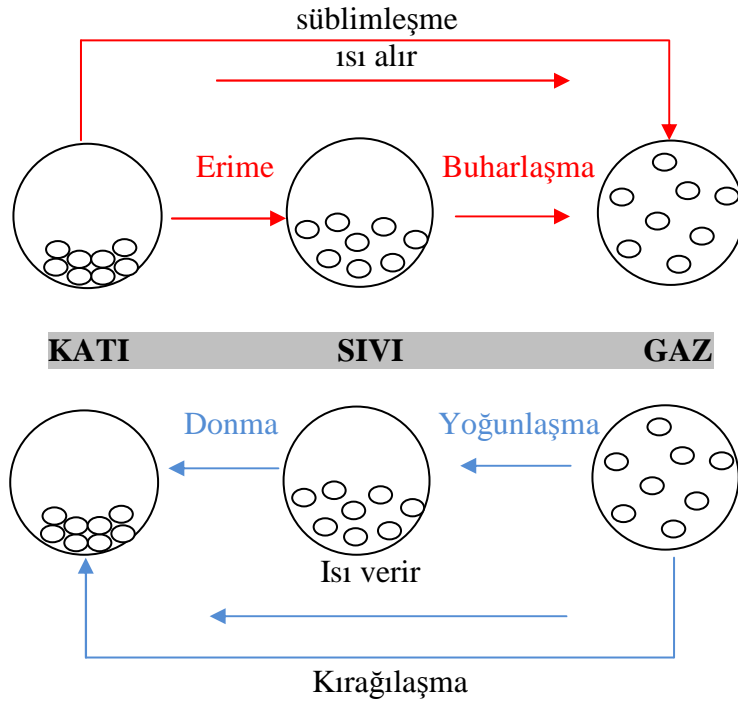 süblimleşme
ısı alır
Erime Buharlaşma
KATI SIVI GAZ
Donma Yoğunlaşma
Isı verir
Kırağılaşma